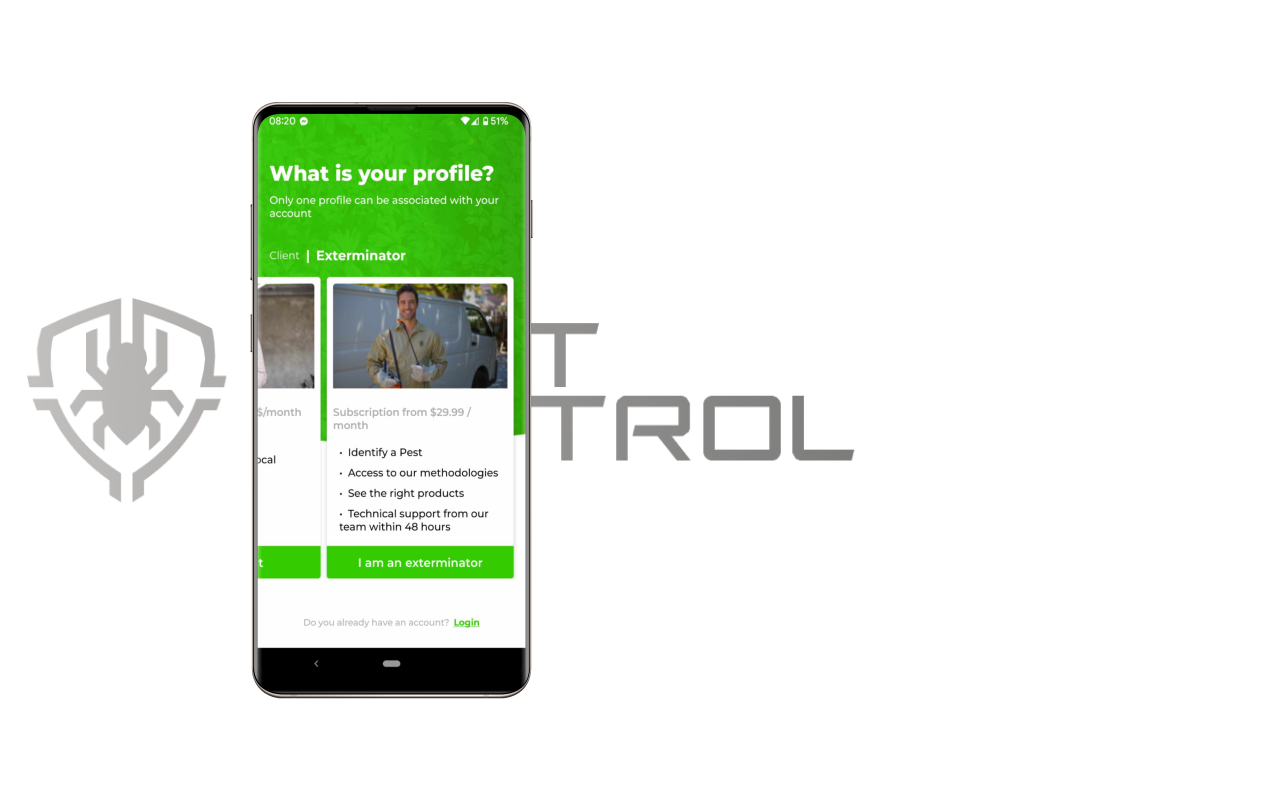 08:20
51%
What is your profile?
Only one profile can be associated with your
account
Client | Exterminator
$/month
Subscription from $29.99 /
month
ocal
• Identify a Pest
• Access to our methodologies
• See the right products
• Technical support from our
team within 48 hours
t
I am an exterminator
Do you already have an account? Login
T
TROL